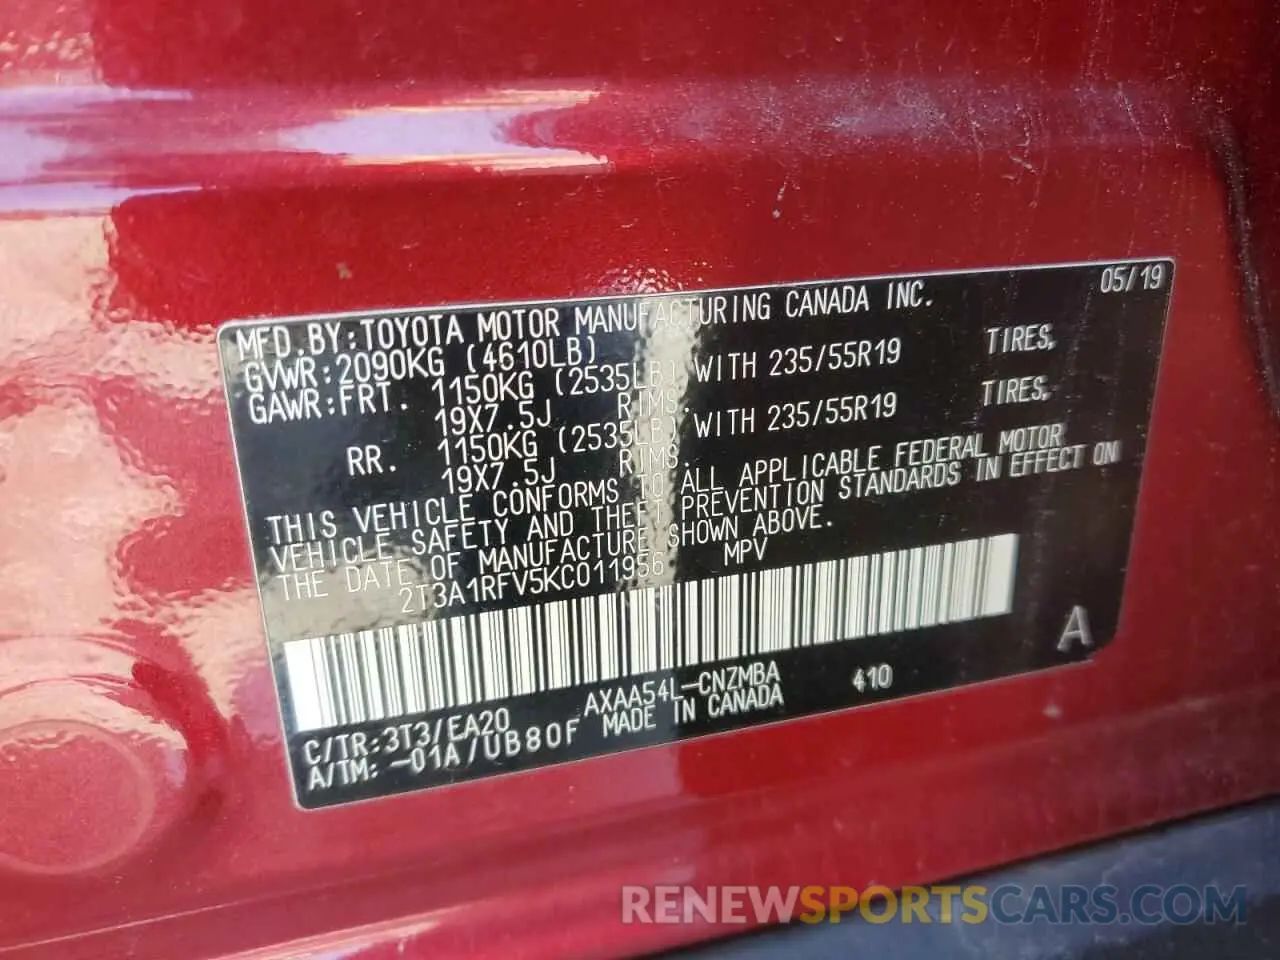 05/19
MFD.BY:TOYOTA MOTOR MANUFACTURING CANADA INC.
GVWR:2090KG (4610LB)
GAWR:FRT. 1150KG (2535LB) WITH 235/55R19 TIRES,
19X7.5J RIMS.
RR. 1150KG (2535LB) WITH 235/55R19 TIRES,
19X7.5J RIMS.
THIS VEHICLE CONFORMS TO ALL APPLICABLE FEDERAL MOTOR
VEHICLE SAFETY AND THEFT PREVENTION STANDARDS IN EFFECT ON
THE DATE OF MANUFACTURE SHOWN ABOVE.
2T3A1RFV5KC011956 MPV
A
AXAA54L-CNZMBA 410
C/TR:3T3/EA20 MADE IN CANADA
A/TM: -01A/UB80F
RENEWSPORTSCARS.COM